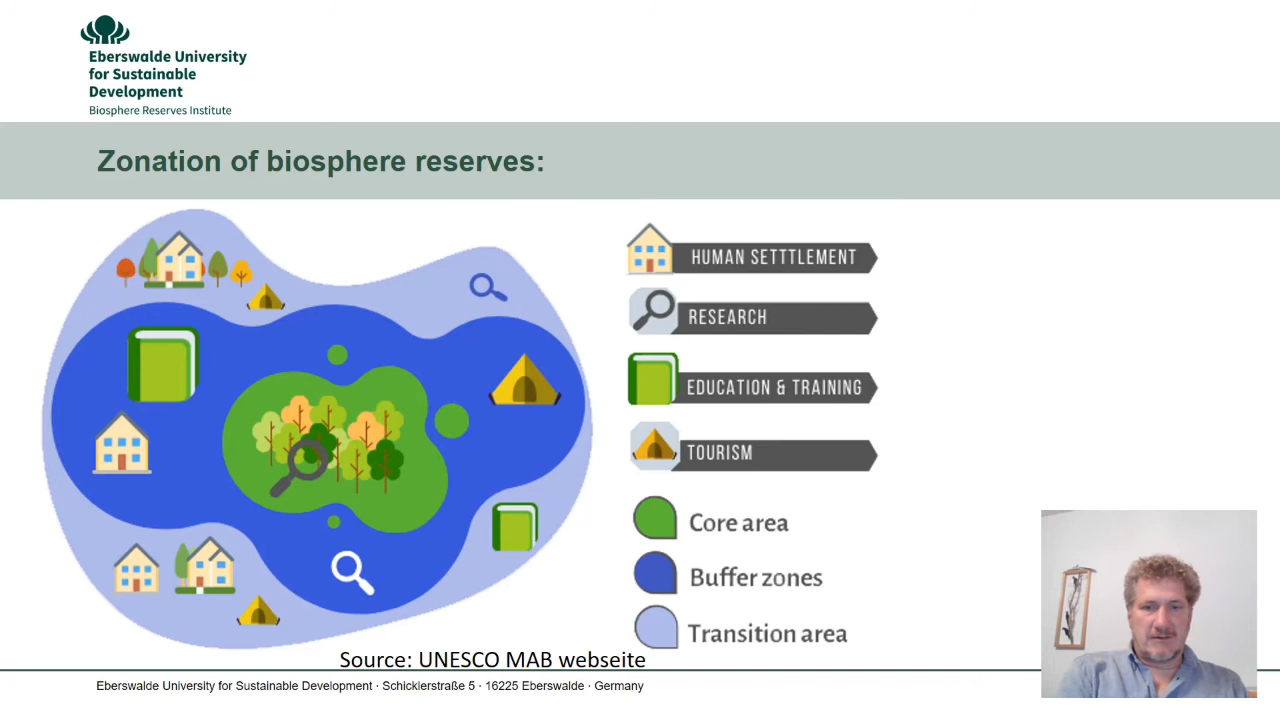 Eberswalde University
for Sustainable
Development
Biosphere Reserves Institute
Zonation of biosphere reserves:
HUMAN SETTTLEMENT
RESEARCH
EDUCATION & TRAINING
TOURISM
Core area
Buffer zones
Transition area
Source: UNESCO MAB webseite
Eberswalde University for Sustainable Development · Schicklerstraße 5 · 16225 Eberswalde · Germany